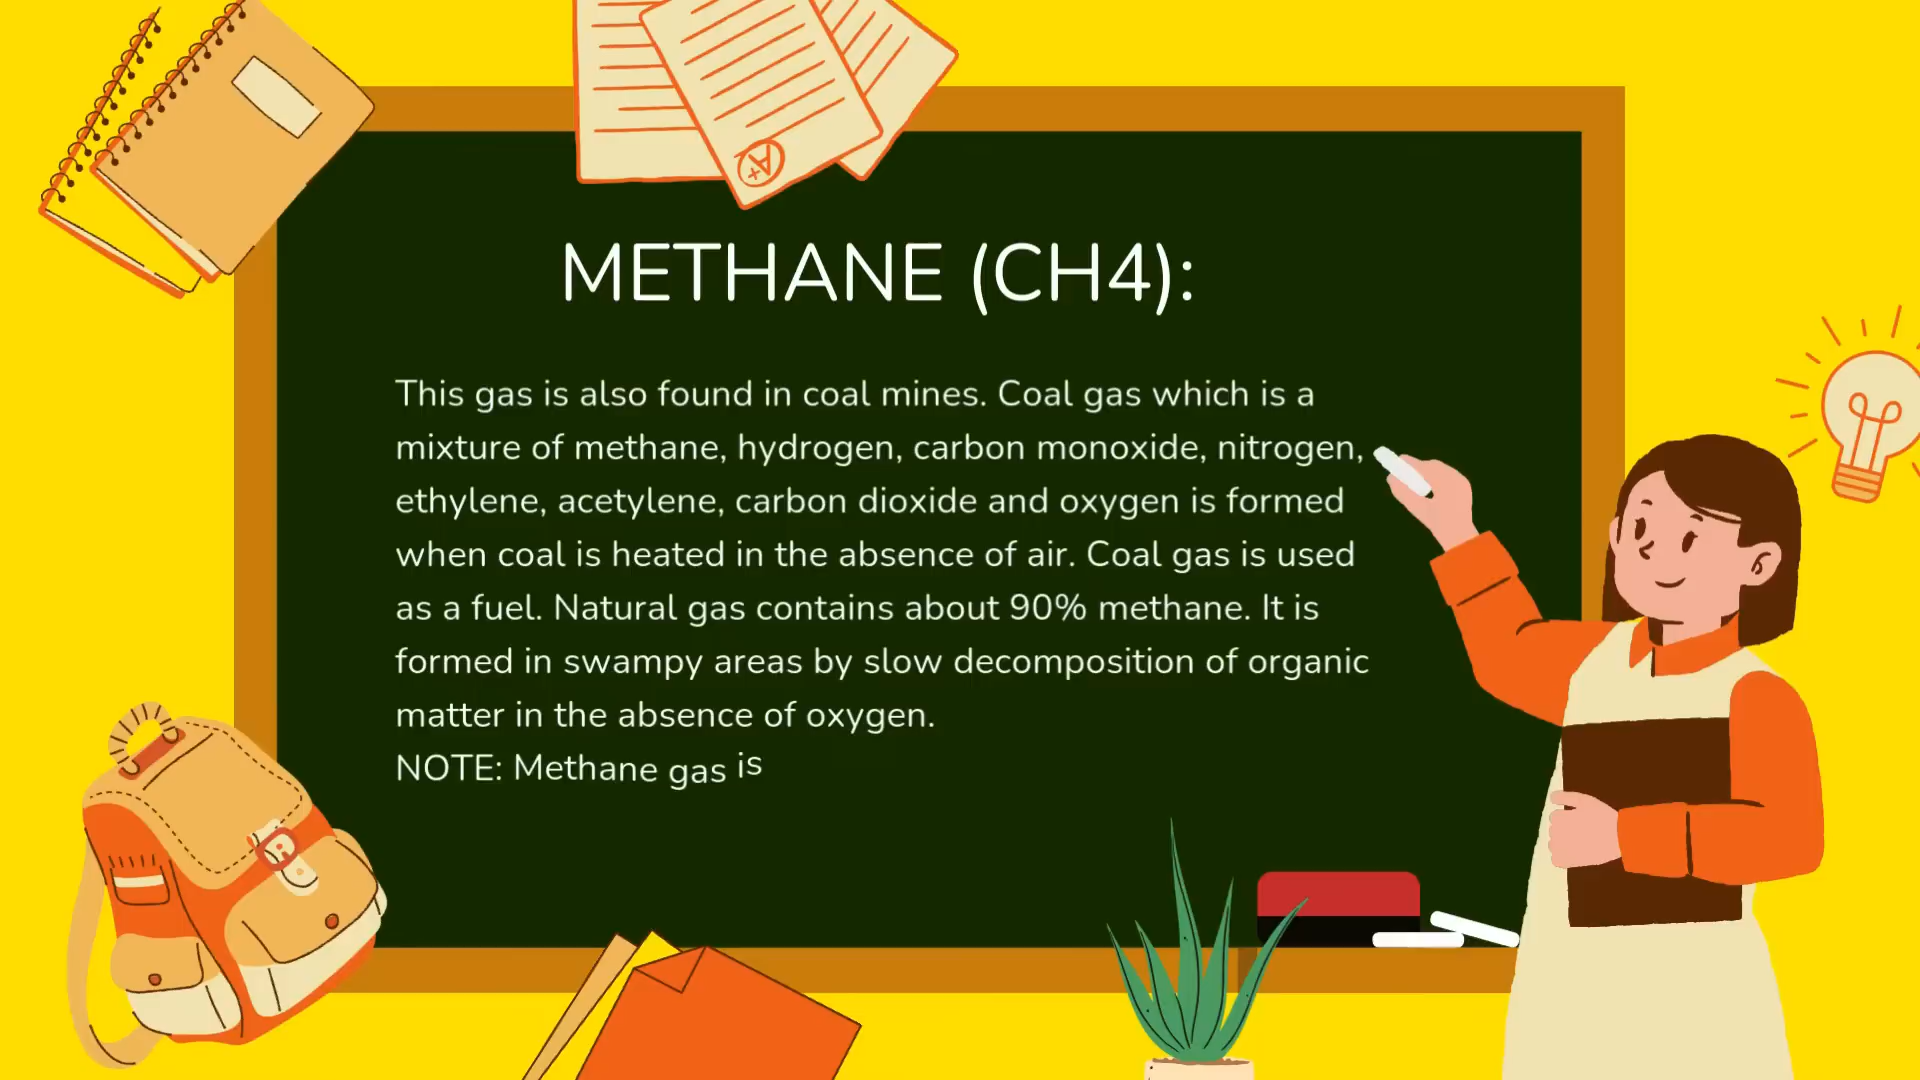 A+
METHANE (CH4):
This gas is also found in coal mines. Coal gas which is a
mixture of methane, hydrogen, carbon monoxide, nitrogen,
ethylene, acetylene, carbon dioxide and oxygen is formed
when coal is heated in the absence of air. Coal gas is used
as a fuel. Natural gas contains about 90% methane. It is
formed in swampy areas by slow decomposition of organic
matter in the absence of oxygen.
NOTE: Methane gas is